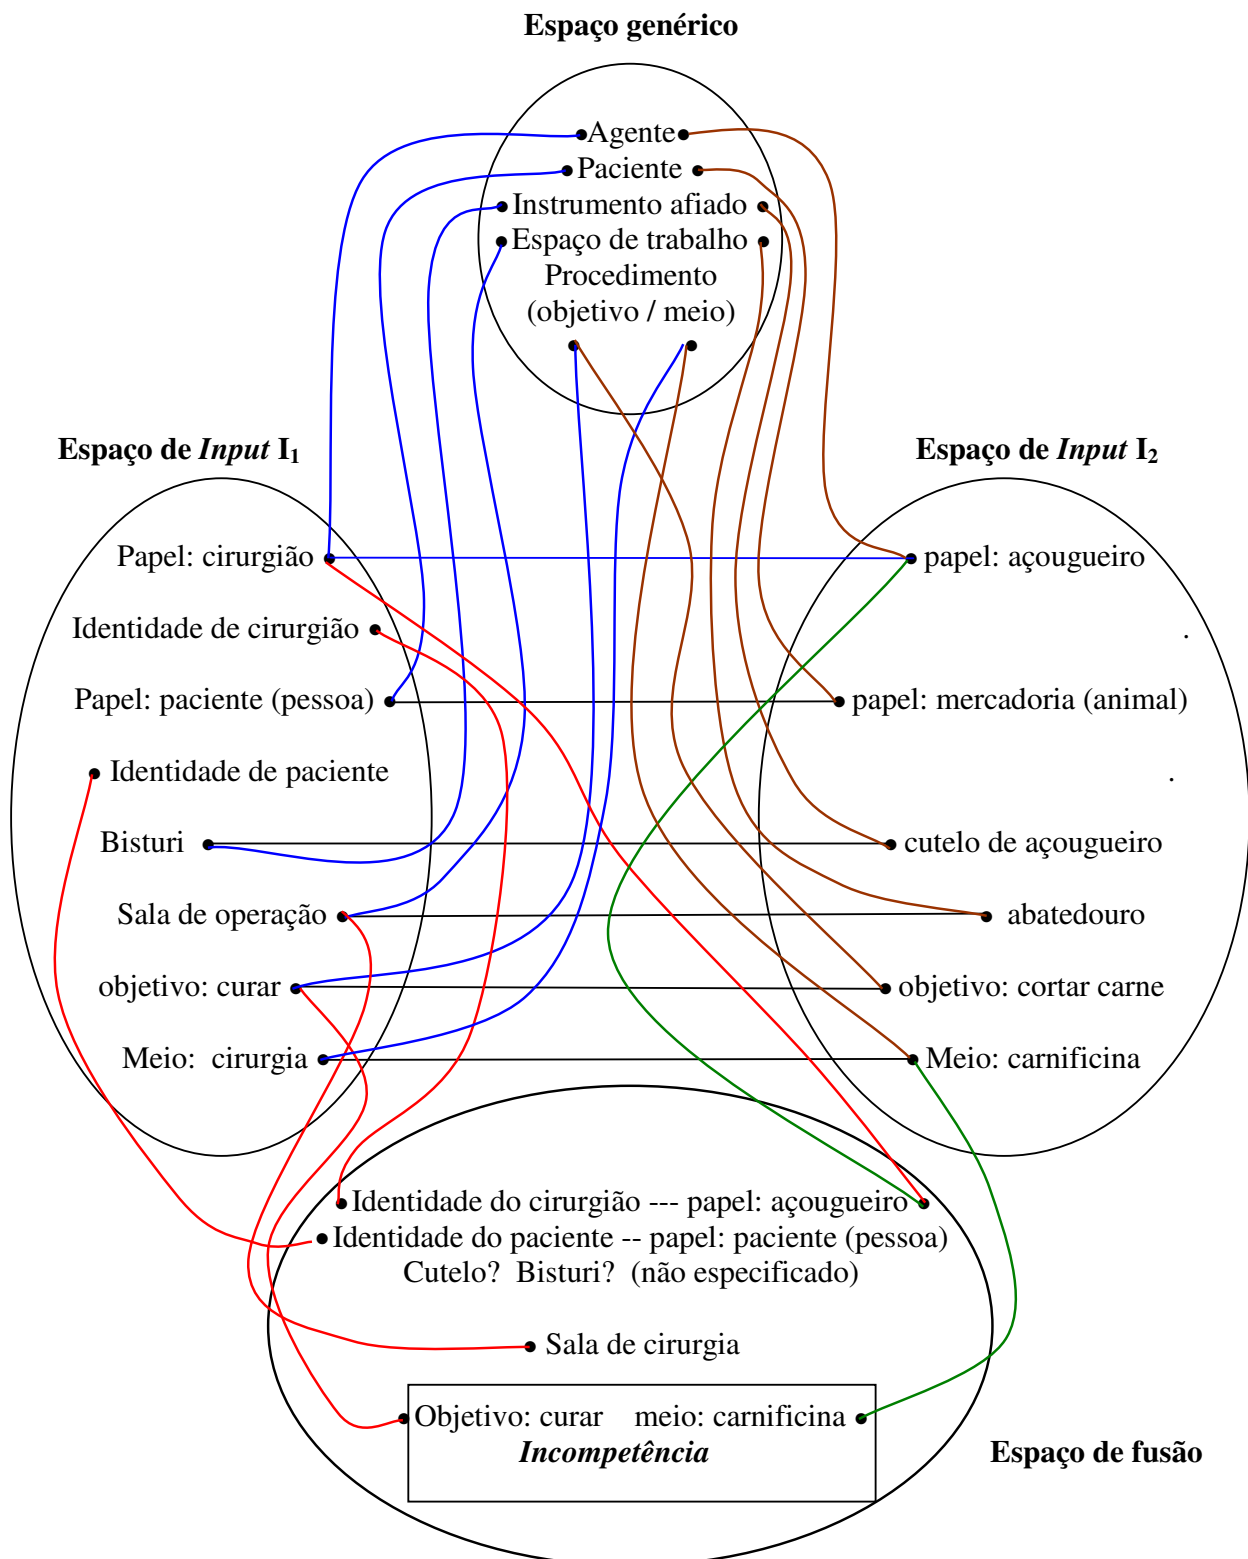 Espaço genérico
Agente
Paciente
Instrumento afiado
Espaço de trabalho
Procedimento
(objetivo / meio)
Espaço de Input I1
Papel: cirurgião
Identidade de cirurgião
Papel: paciente (pessoa)
Identidade de paciente
Bisturi
Sala de operação
objetivo: curar
Meio: cirurgia
Espaço de Input I2
papel: açougueiro
.
papel: mercadoria (animal)
.
cutelo de açougueiro
abatedouro
objetivo: cortar carne
Meio: carnificina
Identidade do cirurgião --- papel: açougueiro
Identidade do paciente -- papel: paciente (pessoa)
Cutelo? Bisturi? (não especificado)
Sala de cirurgia
Objetivo: curar meio: carnificina
Incompetência
Espaço de fusão